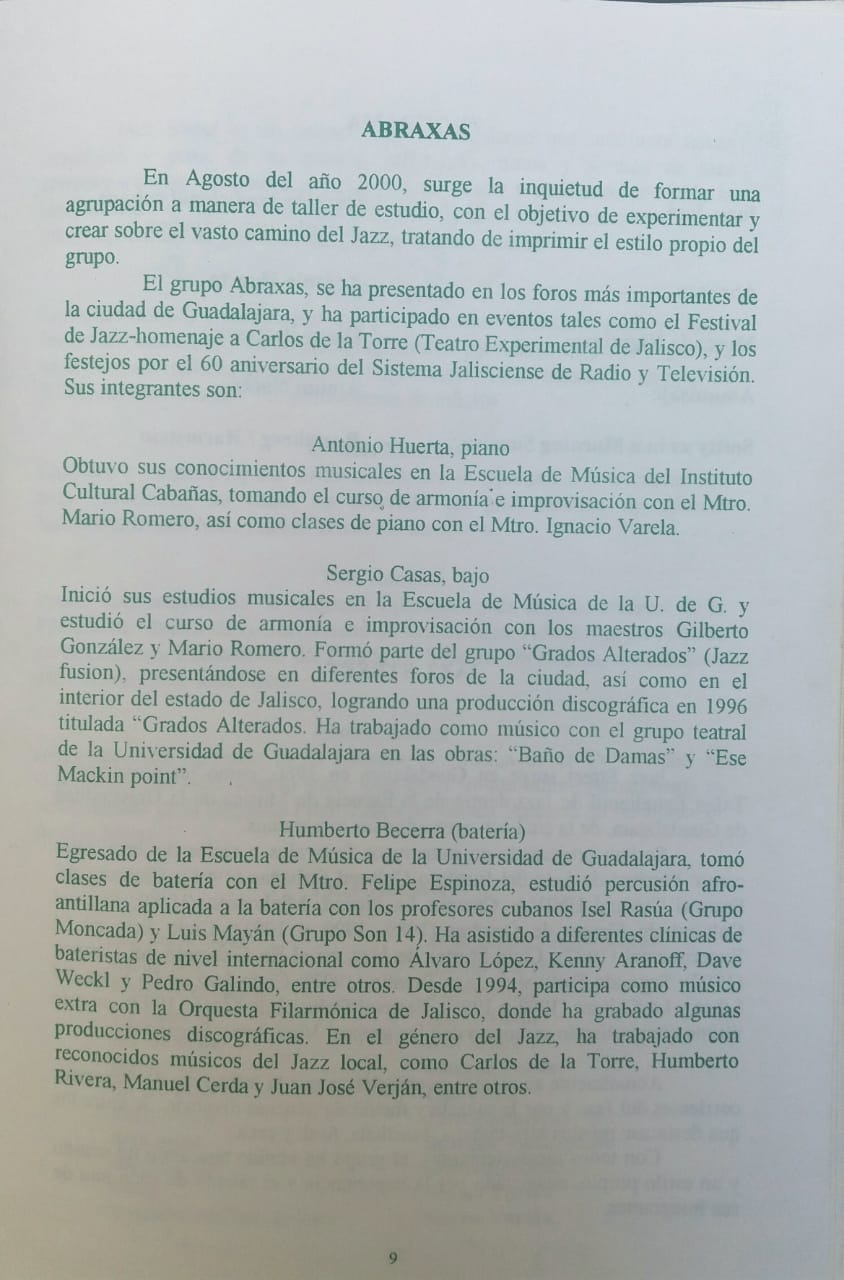 ABRAXAS
En Agosto del año 2000, surge la inquietud de formar una
agrupación a manera de taller de estudio, con el objetivo de experimentar y
crear sobre el vasto camino del Jazz, tratando de imprimir el estilo propio del
grupo.
El grupo Abraxas, se ha presentado en los foros más importantes de
la ciudad de Guadalajara, y ha participado en eventos tales como el Festival
de Jazz-homenaje a Carlos de la Torre (Teatro Experimental de Jalisco), y los
festejos por el 60 aniversario del Sistema Jalisciense de Radio y Televisión.
Sus integrantes son:
Antonio Huerta, piano
Obtuvo sus conocimientos musicales en la Escuela de Música del Instituto
Cultural Cabañas, tomando el curso de armonía e improvisación con el Mtro.
Mario Romero, así como clases de piano con el Mtro. Ignacio Varela.
Sergio Casas, bajo
Inició sus estudios musicales en la Escuela de Música de la U. de G. y
estudió el curso de armonía e improvisación con los maestros Gilberto
González y Mario Romero. Formó parte del grupo “Grados Alterados” (Jazz
fusion), presentándose en diferentes foros de la ciudad, así como en el
interior del estado de Jalisco, logrando una producción discográfica en 1996
titulada “Grados Alterados. Ha trabajado como músico con el grupo teatral
de la Universidad de Guadalajara en las obras: “Baño de Damas” y “Ese
Mackin point”.
Humberto Becerra (batería)
Egresado de la Escuela de Música de la Universidad de Guadalajara, tomó
clases de batería con el Mtro. Felipe Espinoza, estudió percusión afro-
antillana aplicada a la batería con los profesores cubanos Isel Rasúa (Grupo
Moncada) y Luis Mayán (Grupo Son 14). Ha asistido a diferentes clínicas de
bateristas de nivel internacional como Álvaro López, Kenny Aranoff, Dave
Weckl y Pedro Galindo, entre otros. Desde 1994, participa como músico
extra con la Orquesta Filarmónica de Jalisco, donde ha grabado algunas
producciones discográficas. En el género del Jazz, ha trabajado con
reconocidos músicos del Jazz local, como Carlos de la Torre, Humberto
Rivera, Manuel Cerda y Juan José Verján, entre otros.
9